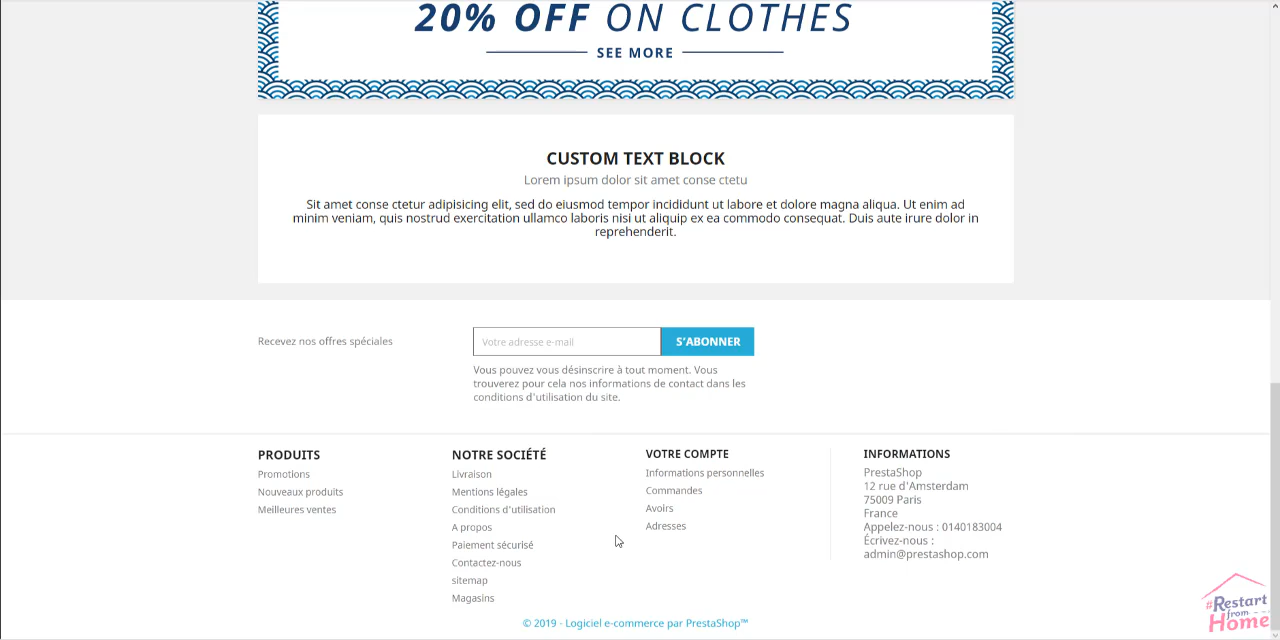 20% OFF ON CLOTHES
SEE MORE
CUSTOM TEXT BLOCK
Lorem ipsum dolor sit amet conse ctetu
Sit amet conse ctetur adipisicing elit, sed do eiusmod tempor incididunt ut labore et dolore magna aliqua. Ut enim ad
minim veniam, quis nostrud exercitation ullamco laboris nisi ut aliquip ex ea commodo consequat. Duis aute irure dolor in
reprehenderit.
Recevez nos offres spéciales
Votre adresse e-mail
S'ABONNER
Vous pouvez vous désinscrire à tout moment. Vous
trouverez pour cela nos informations de contact dans les
conditions d'utilisation du site.
PRODUITS
Promotions
Nouveaux produits
Meilleures ventes
NOTRE SOCIÉTÉ
Livraison
Mentions légales
Conditions d'utilisation
A propos
Paiement sécurisé
Contactez-nous
sitemap
Magasins
VOTRE COMPTE
Informations personnelles
Commandes
Avoirs
Adresses
INFORMATIONS
PrestaShop
12 rue d'Amsterdam
75009 Paris
France
Appelez-nous : 0140183004
Écrivez-nous :
admin@prestashop.com
© 2019 - Logiciel e-commerce par PrestaShop™
#Restart
from
Home